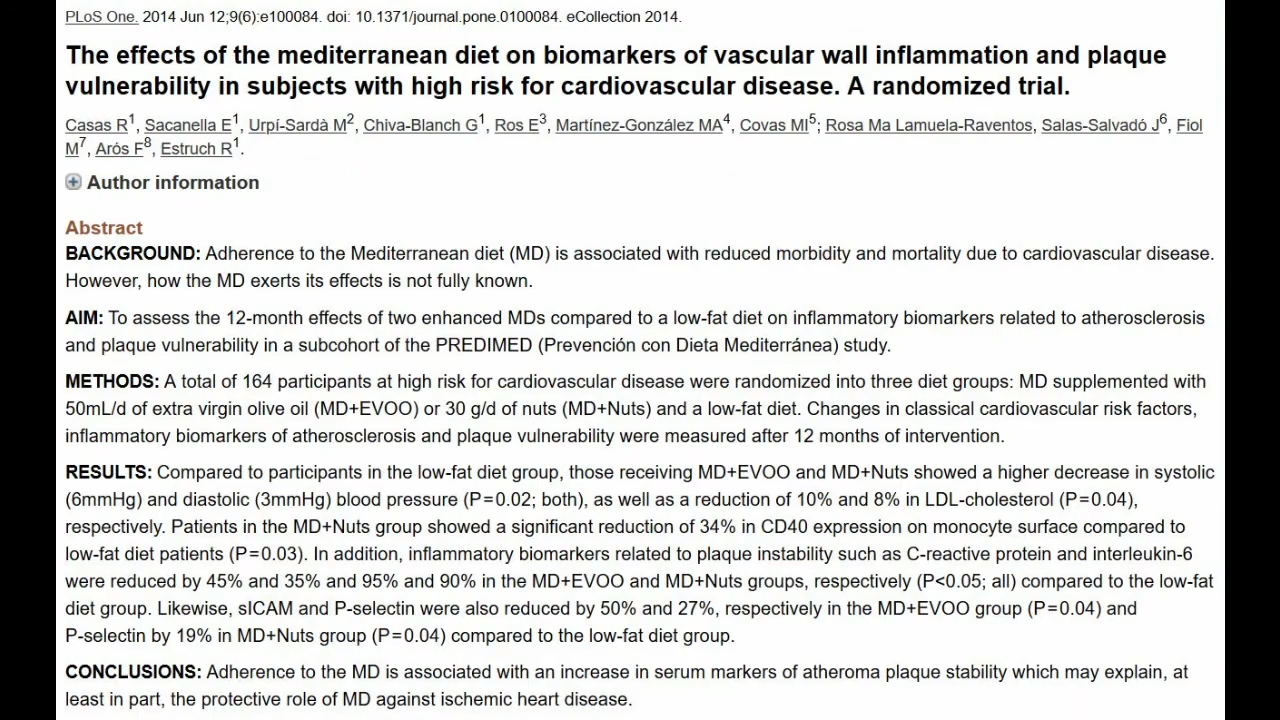 PLoS One. 2014 Jun 12;9(6):e100084. doi: 10.1371/journal.pone.0100084. eCollection 2014.
The effects of the mediterranean diet on biomarkers of vascular wall inflammation and plaque
vulnerability in subjects with high risk for cardiovascular disease. A randomized trial.
Casas R1, Sacanella E1, Urpí-Sardà M2, Chiva-Blanch G1, Ros E3, Martínez-González MA4, Covas MI5; Rosa Ma Lamuela-Raventos, Salas-Salvadó J6, Fiol
M7, Arós F8, Estruch R1.
Author information
Abstract
BACKGROUND: Adherence to the Mediterranean diet (MD) is associated with reduced morbidity and mortality due to cardiovascular disease.
However, how the MD exerts its effects is not fully known.
AIM: To assess the 12-month effects of two enhanced MDs compared to a low-fat diet on inflammatory biomarkers related to atherosclerosis
and plaque vulnerability in a subcohort of the PREDIMED (Prevención con Dieta Mediterránea) study.
METHODS: A total of 164 participants at high risk for cardiovascular disease were randomized into three diet groups: MD supplemented with
50mL/d of extra virgin olive oil (MD+EVOO) or 30 g/d of nuts (MD+Nuts) and a low-fat diet. Changes in classical cardiovascular risk factors,
inflammatory biomarkers of atherosclerosis and plaque vulnerability were measured after 12 months of intervention.
RESULTS: Compared to participants in the low-fat diet group, those receiving MD+EVOO and MD+Nuts showed a higher decrease in systolic
(6mmHg) and diastolic (3mmHg) blood pressure (P=0.02; both), as well as a reduction of 10% and 8% in LDL-cholesterol (P=0.04),
respectively. Patients in the MD+Nuts group showed a significant reduction of 34% in CD40 expression on monocyte surface compared to
low-fat diet patients (P=0.03). In addition, inflammatory biomarkers related to plaque instability such as C-reactive protein and interleukin-6
were reduced by 45% and 35% and 95% and 90% in the MD+EVOO and MD+Nuts groups, respectively (P<0.05; all) compared to the low-fat
diet group. Likewise, sICAM and P-selectin were also reduced by 50% and 27%, respectively in the MD+EVOO group (P=0.04) and
P-selectin by 19% in MD+Nuts group (P=0.04) compared to the low-fat diet group.
CONCLUSIONS: Adherence to the MD is associated with an increase in serum markers of atheroma plaque stability which may explain, at
least in part, the protective role of MD against ischemic heart disease.